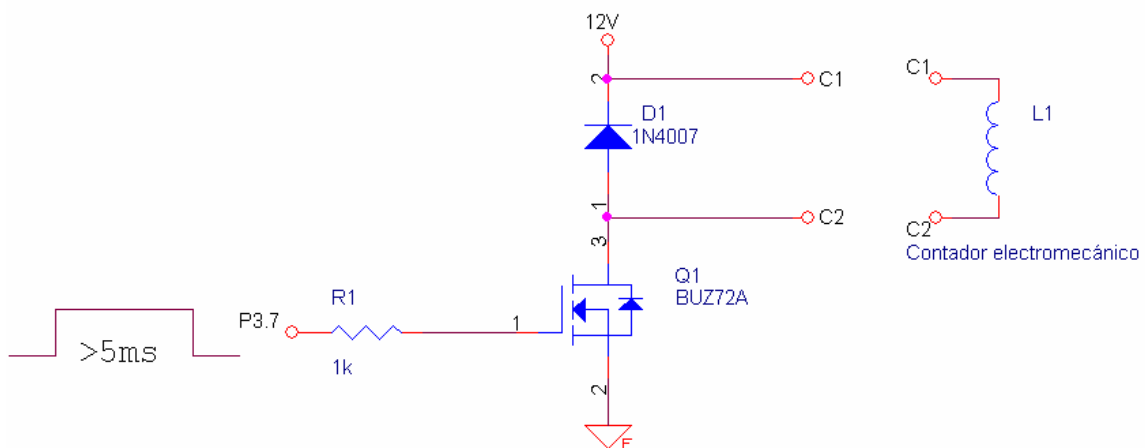 12V
2
C1
C1
D1
1N4007
L1
1
C2
C2
Contador electromecánico
3
Q1
BUZ72A
R1
P3.7
1
>5ms
1k
2